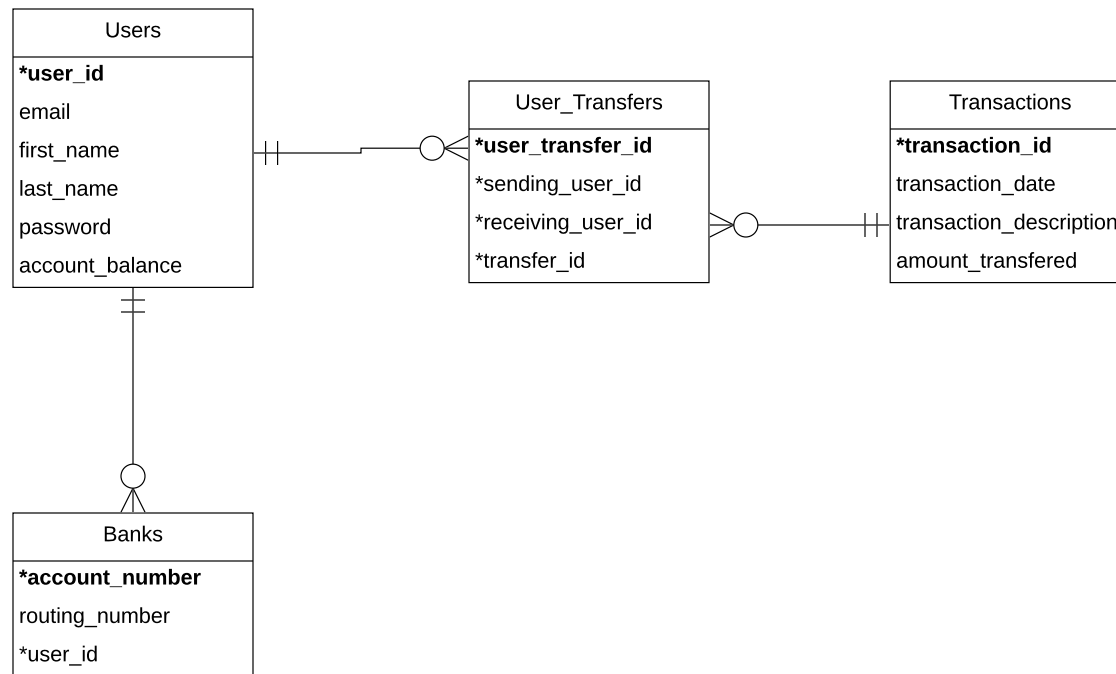 Users
*user_id
email
first_name
last_name
password
account_balance
User_Transfers
*user_transfer_id
*sending_user_id
*receiving_user_id
*transfer_id
Transactions
*transaction_id
transaction_date
transaction_description
amount_transfered
Banks
*account_number
routing_number
*user_id